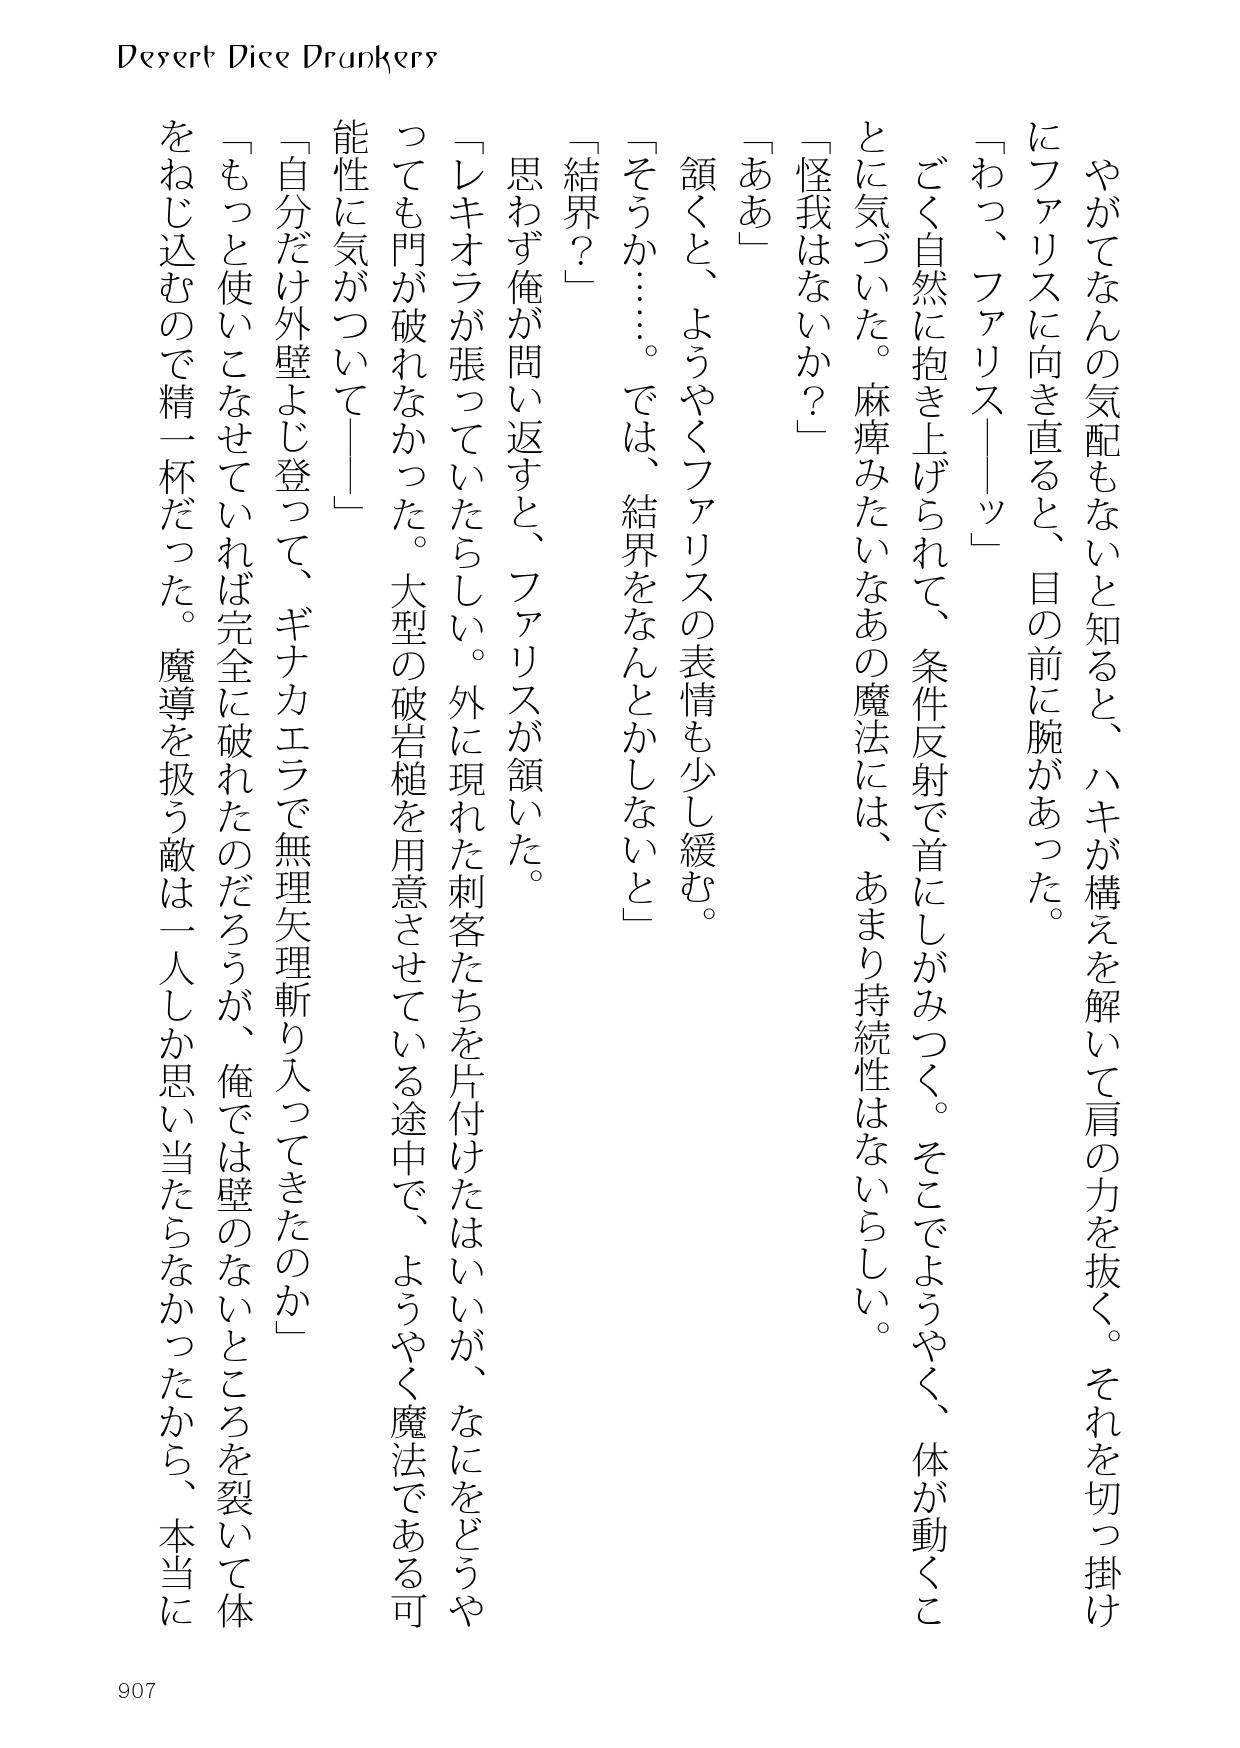 Desert Dice Drunkers
　やがてなんの気配もないと知ると、ハキが構えを解いて肩の力を抜く。それを切っ掛け
にファリスに向き直ると、目の前に腕があった。
「わっ、ファリス――ッ」
　ごく自然に抱き上げられて、条件反射で首にしがみつく。そこでようやく、体が動くこ
とに気づいた。麻痺みたいなあの魔法には、あまり持続性はないらしい。
「怪我はないか？」
「ああ」
　頷くと、ようやくファリスの表情も少し緩む。
「そうか……。では、結界をなんとかしないと」
「結界？」
　思わず俺が問い返すと、ファリスが頷いた。
「レキオラが張っていたらしい。外に現れた刺客たちを片付けたはいいが、なにをどうや
っても門が破れなかった。大型の破岩槌を用意させている途中で、ようやく魔法である可
能性に気がついて――」
「自分だけ外壁よじ登って、ギナカエラで無理矢理斬り入ってきたのか」
「もっと使いこなせていれば完全に破れたのだろうが、俺では壁のないところを裂いて体
をねじ込むので精一杯だった。魔導を扱う敵は一人しか思い当たらなかったから、本当に
907